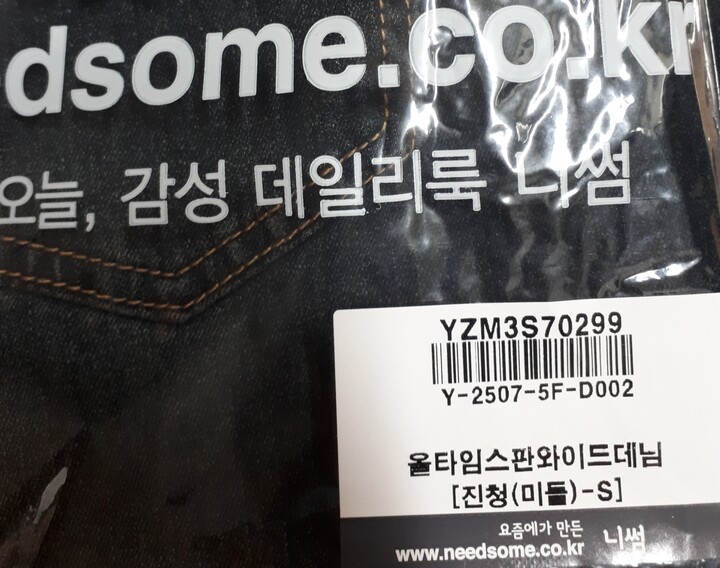 dsome.co.kr
오늘, 감성 데일리룩 니썸
YZM3S70299
Y-2507-5F-D002
올타임스판와이드데님
[진청(미들)-S]
요즘에가 만든
www.needsome.co.kr 니썸